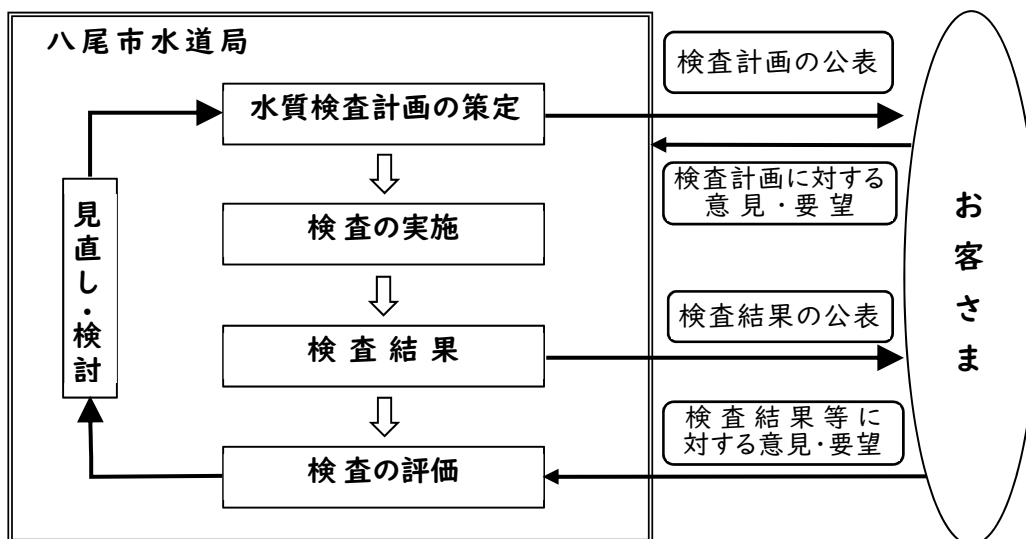 八尾市水道局
水質検査計画の策定
検査の実施
検査結果
検査の評価
見直し・検討
検査計画の公表
検査計画に対する
意見・要望
検査結果の公表
検査結果等に
対する意見・要望
お客さま